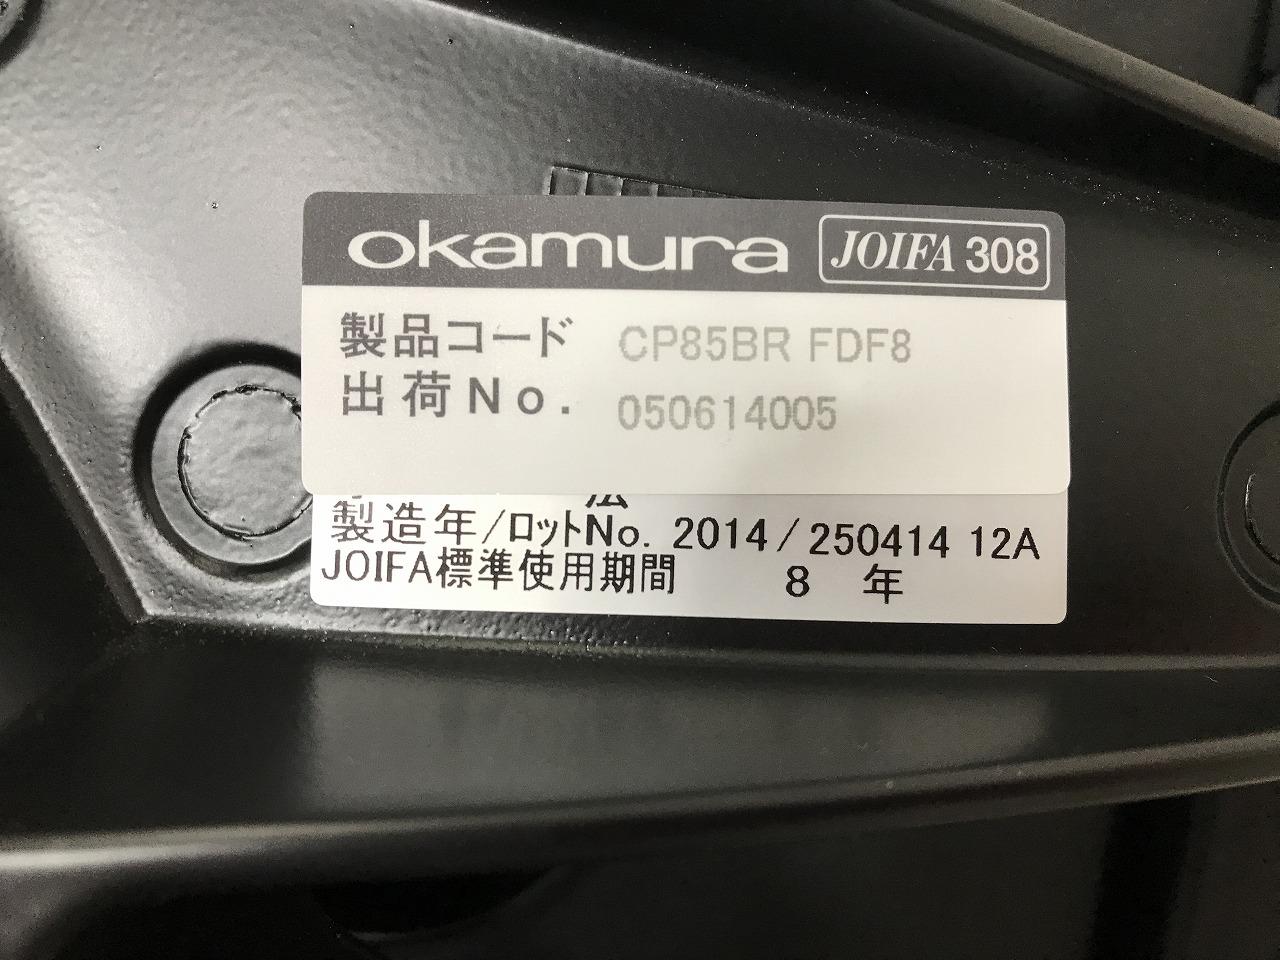 okamura JOIFA 308
製品コード CP85BR FDF8
出荷No. 050614005
法
製造年/ロットNo. 2014/250414 12A
JOIFA標準使用期間 8 年